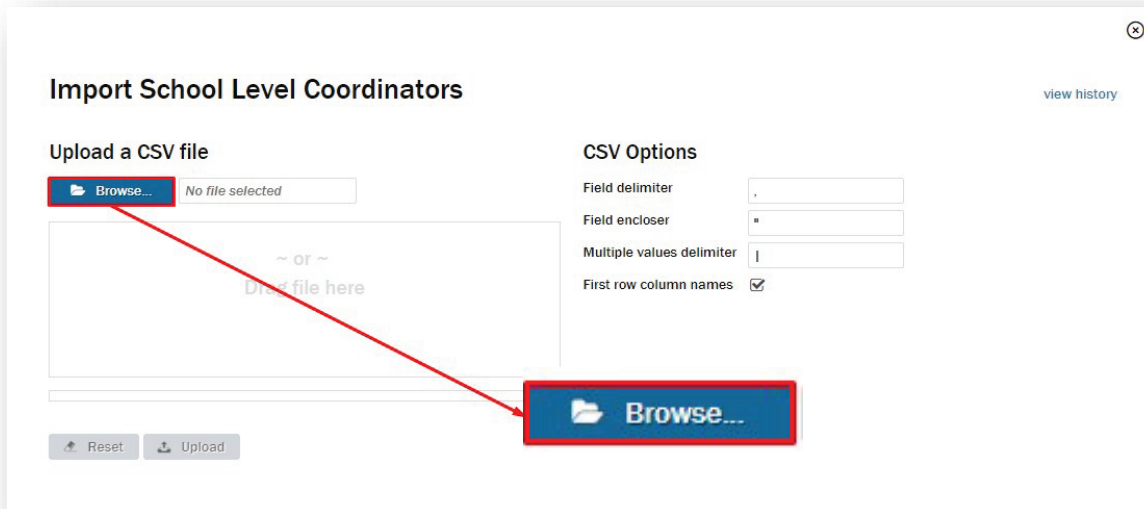 Import School Level Coordinators
view history
Upload a CSV file
Browse... No file selected
~ or ~
Drag file here
CSV Options
Field delimiter ,
Field encloser "
Multiple values delimiter |
First row column names
Browse...
Reset Upload